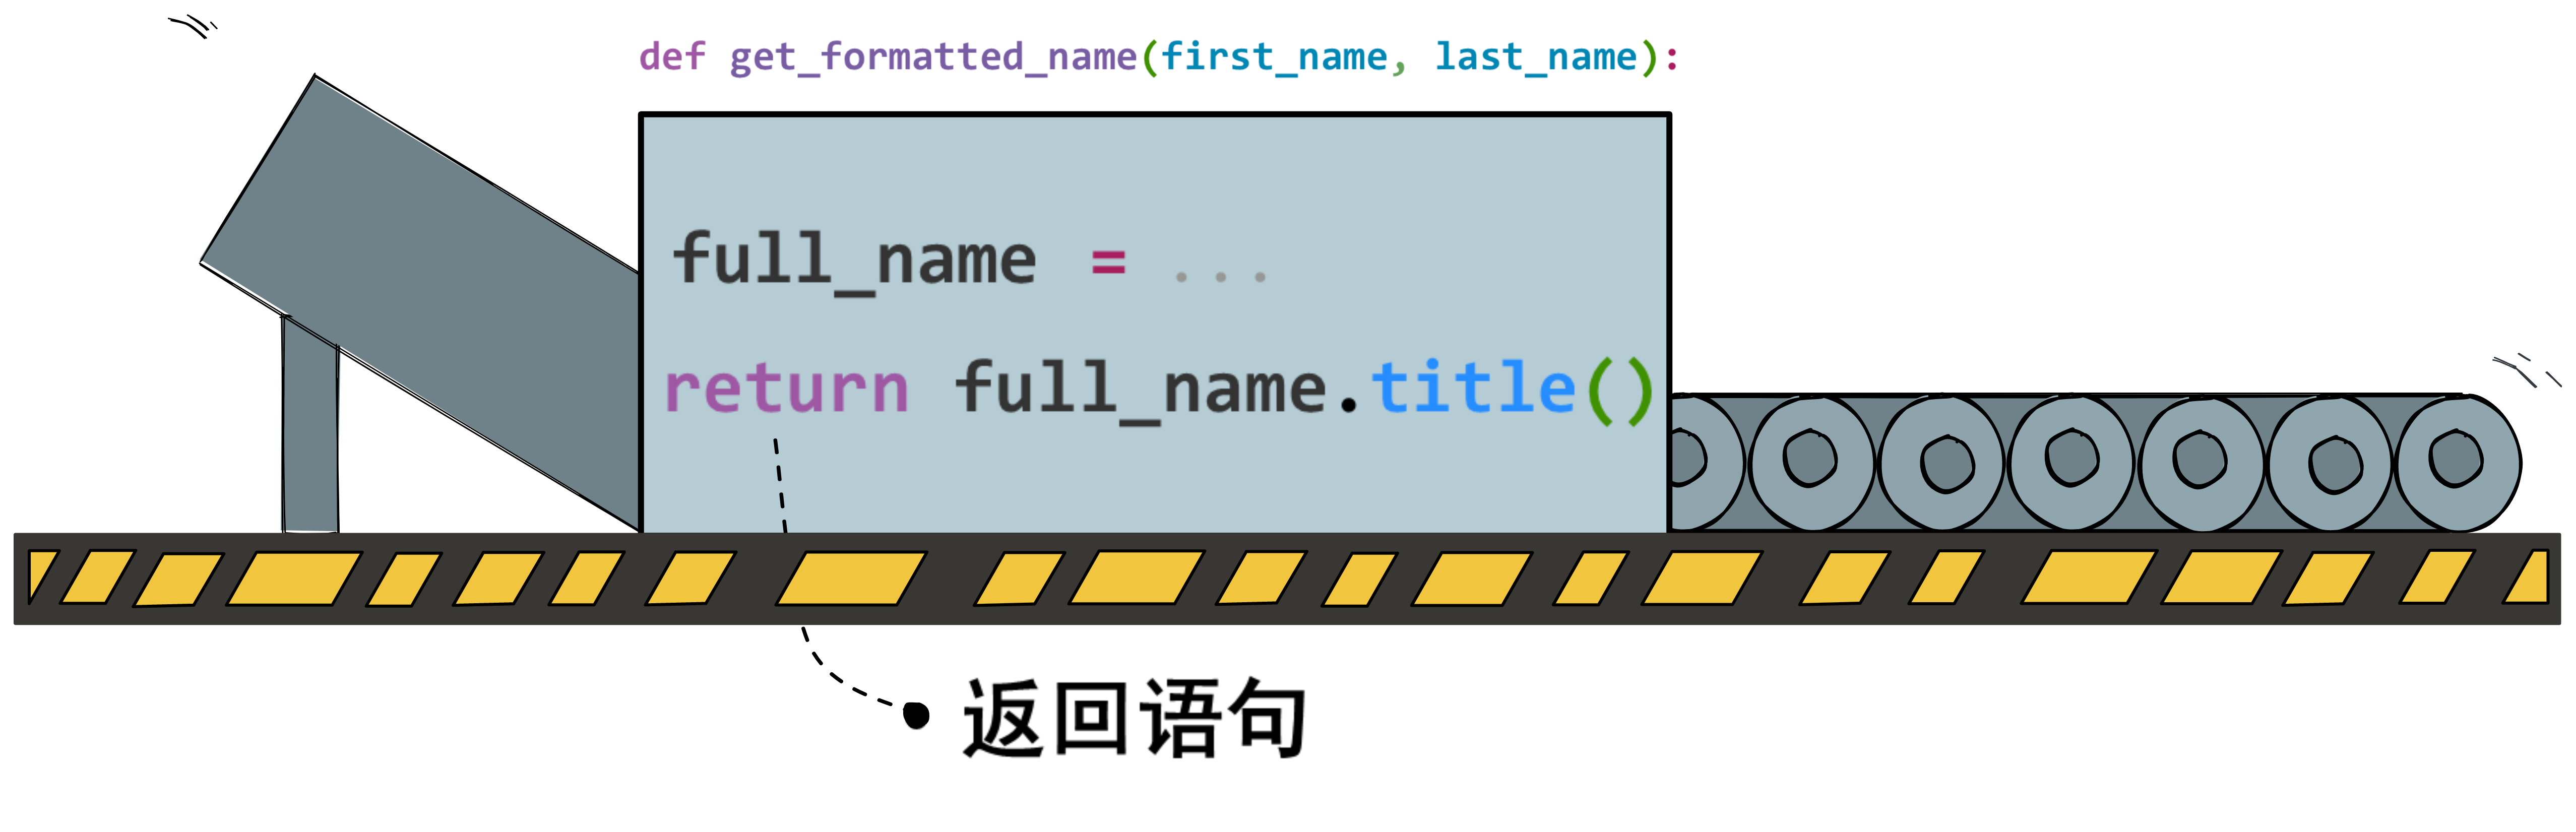 def get_formatted_name(first_name, last_name):
full_name = ...
return full_name.title()
返回语句